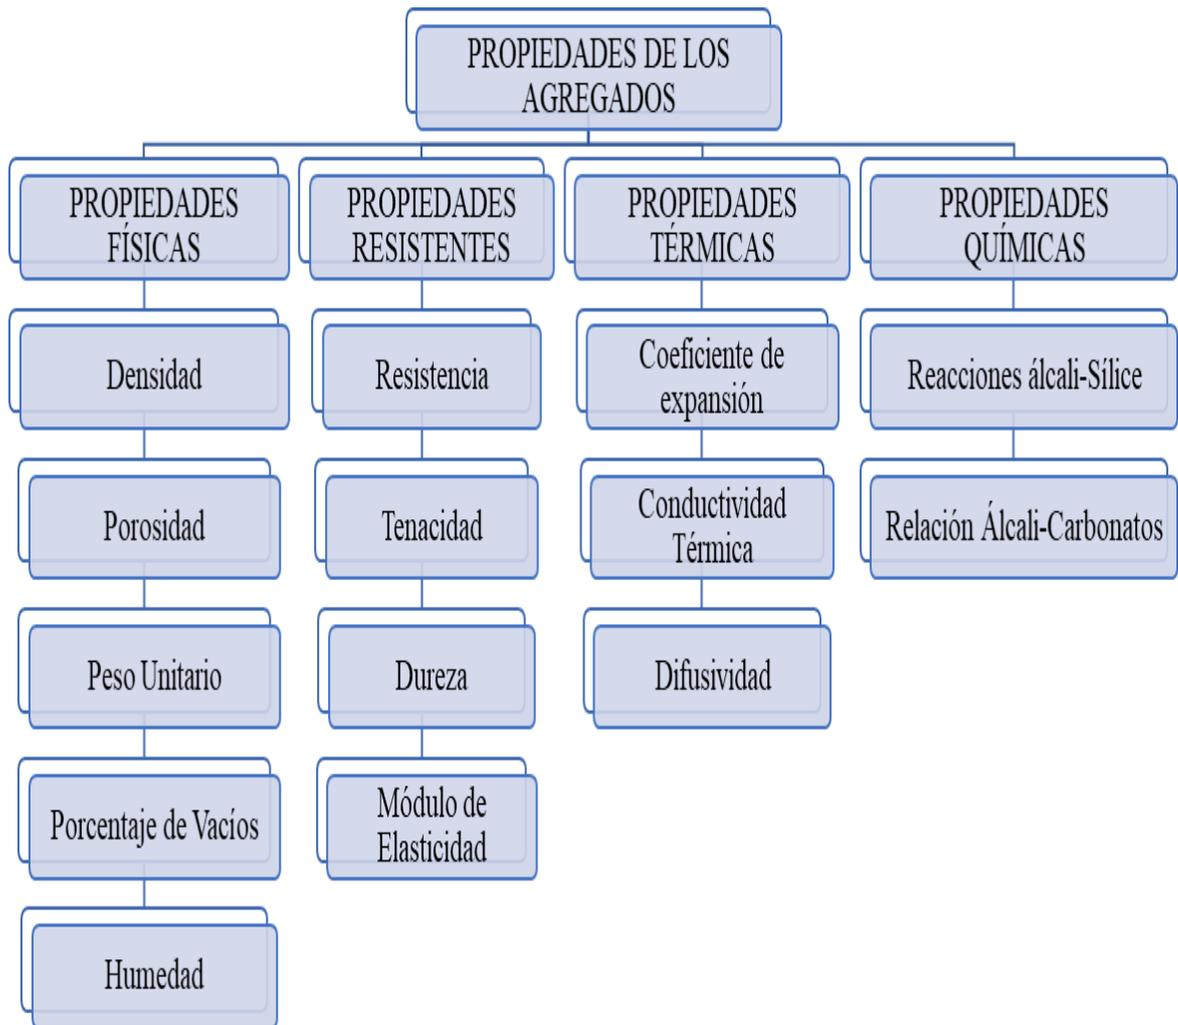 PROPIEDADES DE LOS
AGREGADOS
PROPIEDADES
FÍSICAS
Densidad
Porosidad
Peso Unitario
Porcentaje de Vacíos
Humedad
PROPIEDADES
RESISTENTES
Resistencia
Tenacidad
Dureza
Módulo de
Elasticidad
PROPIEDADES
TÉRMICAS
Coeficiente de
expansión
Conductividad
Térmica
Difusividad
PROPIEDADES
QUÍMICAS
Reacciones álcali-Sílice
Relación Álcali-Carbonatos